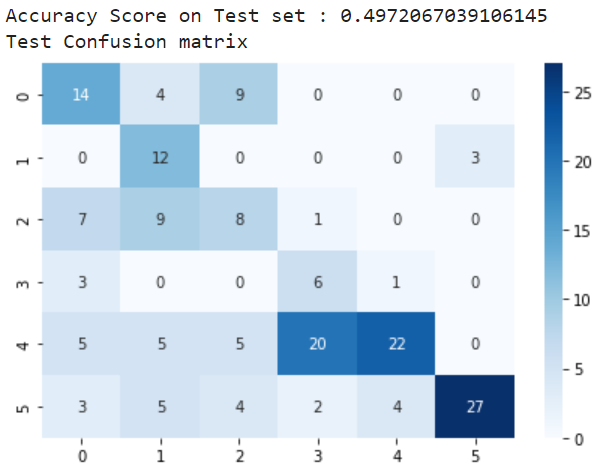 Accuracy Score on Test set : 0.4972067039106145
Test Confusion matrix
0 14 4 9 0 0 0
1 0 12 0 0 0 3
2 7 9 8 1 0 0
3 3 0 0 6 1 0
4 5 5 5 20 22 0
5 3 5 4 2 4 27
0 1 2 3 4 5
25
20
15
10
5
0